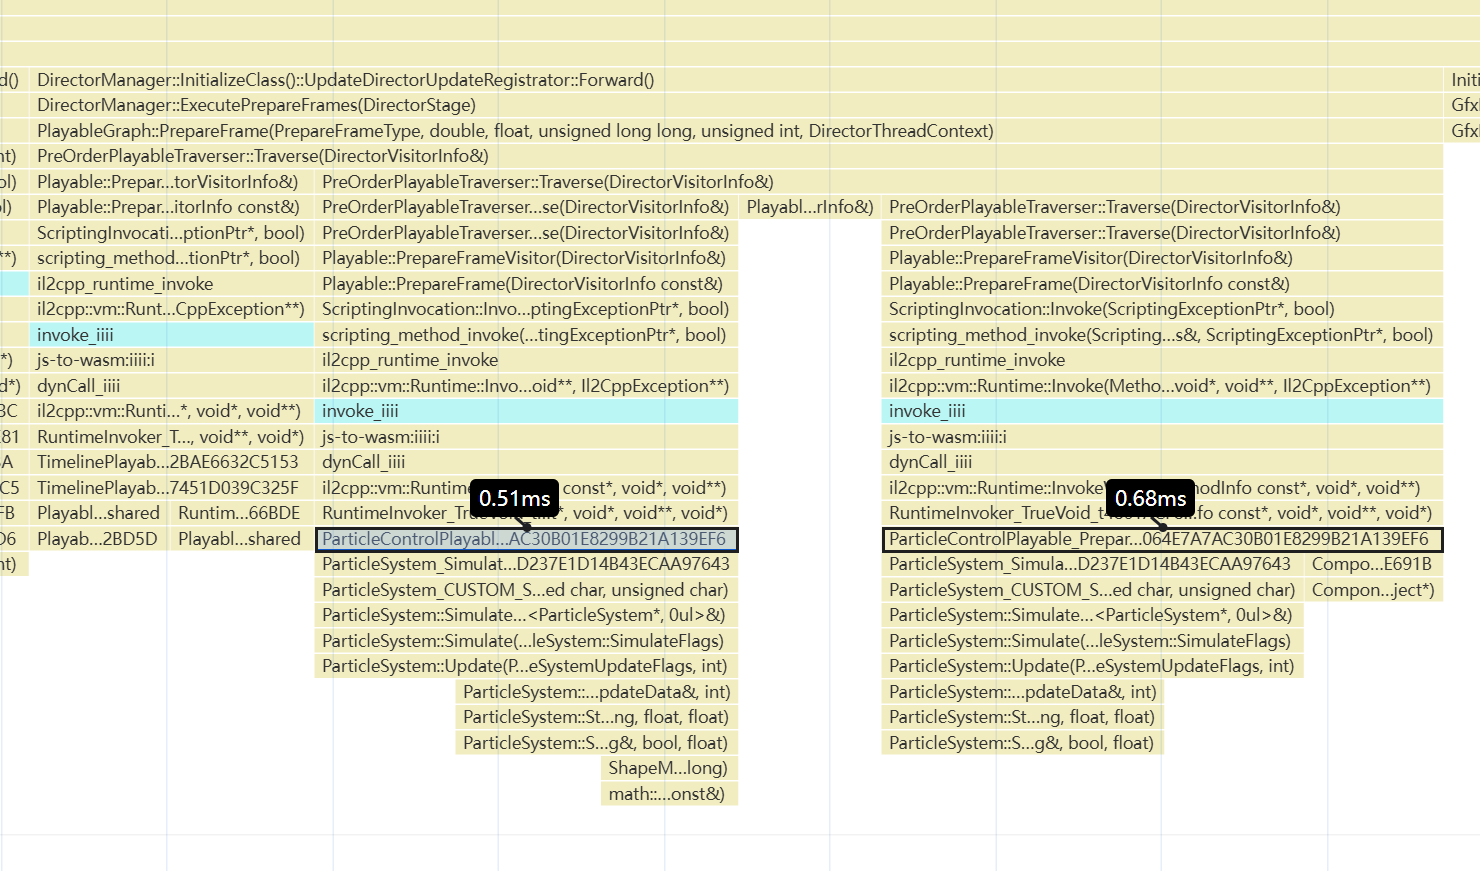 d() DirectorManager::InitializeClass()::UpdateDirectorUpdateRegistrator::Forward() Initi
DirectorManager::ExecutePrepareFrames(DirectorStage) Gfx
PlayableGraph::PrepareFrame(PrepareFrameType, double, float, unsigned long long, unsigned int, DirectorThreadContext) Gfx
nt) PreOrderPlayableTraverser::Traverse(DirectorVisitorInfo&)
ol) Playable::Prepar...torVisitorInfo&) PreOrderPlayableTraverser::Traverse(DirectorVisitorInfo&)
l) Playable::Prepar...itorInfo const&) PreOrderPlayableTraverser...se(DirectorVisitorInfo&) Playabl...rInfo&) PreOrderPlayableTraverser::Traverse(DirectorVisitorInfo&)
ScriptingInvocati...ptionPtr*, bool) PreOrderPlayableTraverser...se(DirectorVisitorInfo&) PreOrderPlayableTraverser::Traverse(DirectorVisitorInfo&)
**) scripting_method...tionPtr*, bool) Playable::PrepareFrameVisitor(DirectorVisitorInfo&) Playable::PrepareFrameVisitor(DirectorVisitorInfo&)
il2cpp_runtime_invoke Playable::PrepareFrame(DirectorVisitorInfo const&) Playable::PrepareFrame(DirectorVisitorInfo const&)
il2cpp::vm::Runt...CppException**) ScriptingInvocation::Invo...ptingExceptionPtr*, bool) ScriptingInvocation::Invoke(ScriptingExceptionPtr*, bool)
invoke_iiii scripting_method_invoke(...tingExceptionPtr*, bool) scripting_method_invoke(Scripting...s&, ScriptingExceptionPtr*, bool)
*) js-to-wasm:iiii:i il2cpp_runtime_invoke il2cpp_runtime_invoke
d*) dynCall_iiii il2cpp::vm::Runtime::Invo...oid**, Il2CppException**) il2cpp::vm::Runtime::Invoke(Metho...void*, void**, Il2CppException**)
3C il2cpp::vm::Runti...*, void*, void**) invoke_iiii invoke_iiii
E81 RuntimeInvoker_T..., void**, void*) js-to-wasm:iiii:i js-to-wasm:iiii:i
A TimelinePlayab...2BAE6632C5153 dynCall_iiii dynCall_iiii
C5 TimelinePlayab...7451D039C325F il2cpp::vm::Runtime 0.51ms const*, void*, void**) il2cpp::vm::Runtime::Invoke 0.68ms odInfo const*, void*, void**)
FB Playabl...shared Runtim...66BDE RuntimeInvoker_TrueVoid *, void*, void**, void*) RuntimeInvoker_TrueVoid_t fo const*, void*, void**, void*)
D6 Playab...2BD5D Playabl...shared ParticleControlPlayabl...AC30B01E8299B21A139EF6 ParticleControlPlayable_Prepar...064E7A7AC30B01E8299B21A139EF6
nt) ParticleSystem_Simulat...D237E1D14B43ECAA97643 ParticleSystem_Simula...D237E1D14B43ECAA97643 Compo...E691B
ParticleSystem_CUSTOM_S...ed char, unsigned char) ParticleSystem_CUSTOM_S...ed char, unsigned char) Compon...ject*)
ParticleSystem::Simulate...<ParticleSystem*, 0ul>&) ParticleSystem::Simulate...<ParticleSystem*, 0ul>&)
ParticleSystem::Simulate(...leSystem::SimulateFlags) ParticleSystem::Simulate(...leSystem::SimulateFlags)
ParticleSystem::Update(P...eSystemUpdateFlags, int) ParticleSystem::Update(P...eSystemUpdateFlags, int)
ParticleSystem::...pdateData&, int) ParticleSystem::...pdateData&, int)
ParticleSystem::St...ng, float, float) ParticleSystem::St...ng, float, float)
ParticleSystem::S...g&, bool, float) ParticleSystem::S...g&, bool, float)
ShapeM...long)
math::...onst&)